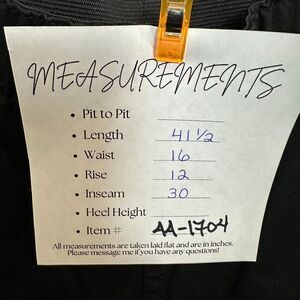 MEASUREMENTS
• Pit to Pit
• Length 41 1/2
• Waist 16
• Rise 12
• Inseam 30
• Heel Height
• Item # AA-1704
All measurements are taken laid flat and are in inches.
Please message me if you have any questions!